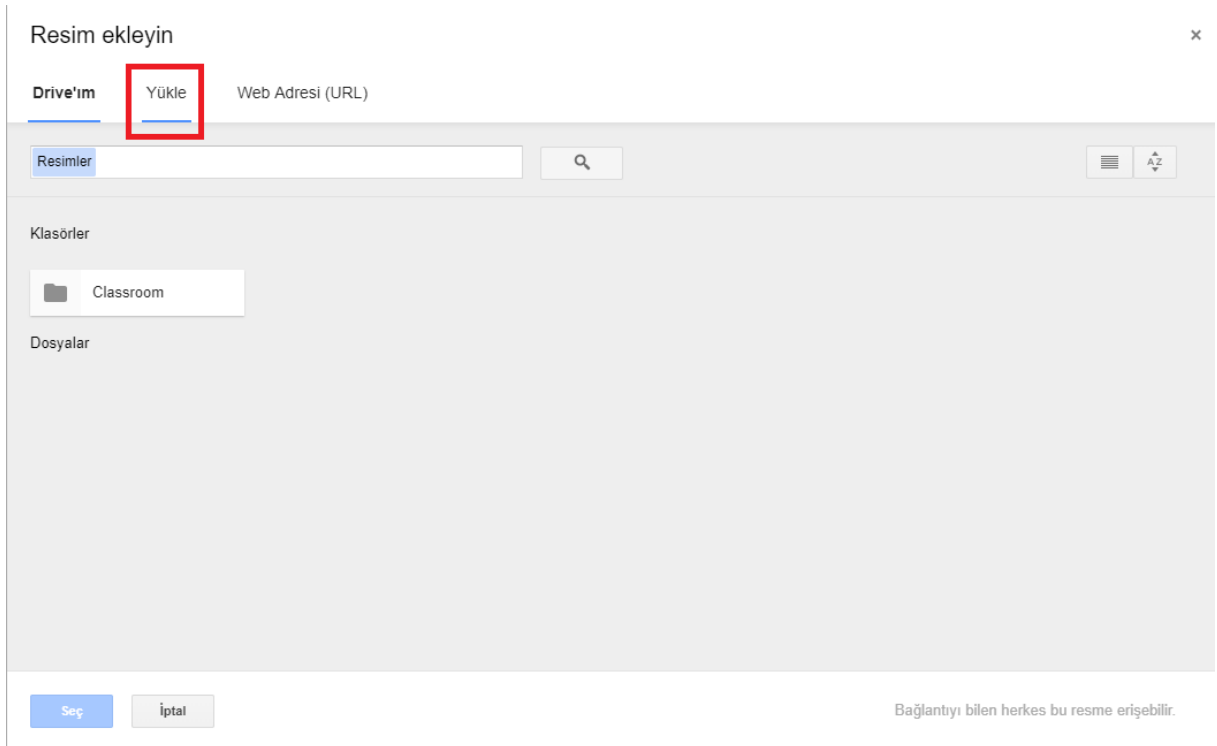 Resim ekleyin
Drive'ım Yükle Web Adresi (URL)
Resimler
AZ
Klasörler
Classroom
Dosyalar
Seç İptal Bağlantıyı bilen herkes bu resme erişebilir.